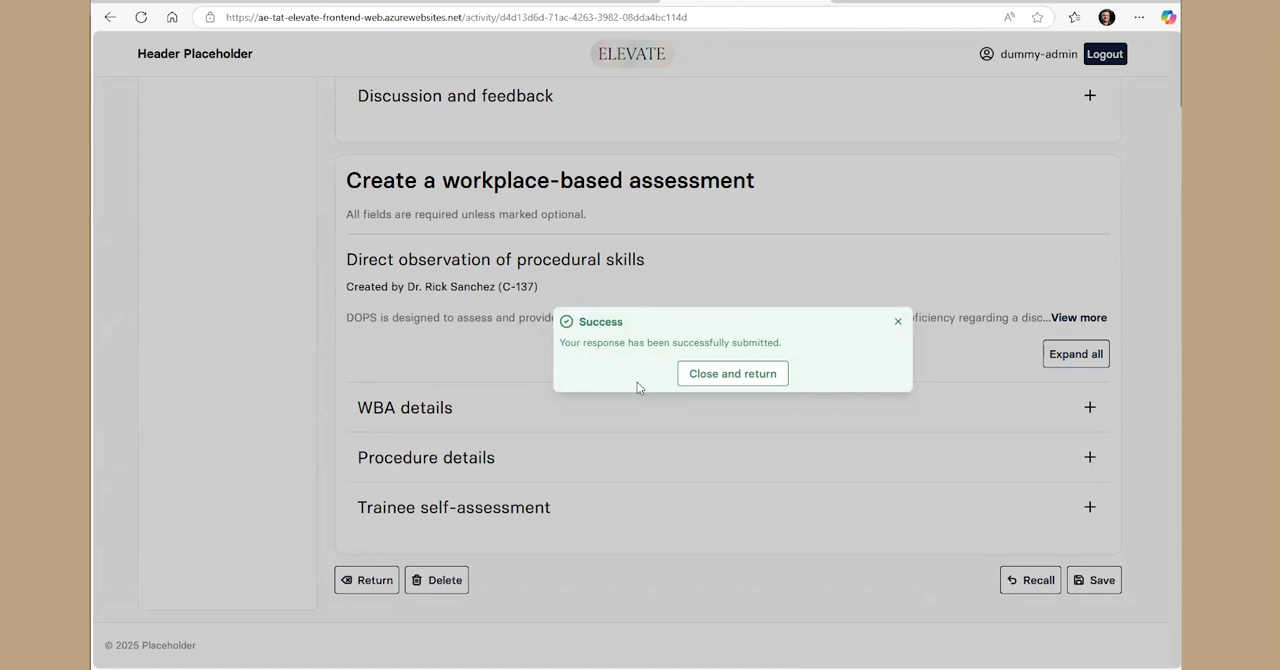 https://ae-tat-elevate-frontend-web.azurewebsites.net/activity/d4d13d6d-71ac-4263-3982-08dda4bc114d
Header Placeholder
ELEVATE
dummy-admin
Logout
Discussion and feedback
Create a workplace-based assessment
All fields are required unless marked optional.
Direct observation of procedural skills
Created by Dr. Rick Sanchez (C-137)
DOPS is designed to assess and provide
ficiency regarding a disc...View more
Success
Your response has been successfully submitted.
Close and return
Expand all
WBA details
Procedure details
Trainee self-assessment
Return
Delete
Recall
Save
© 2025 Placeholder